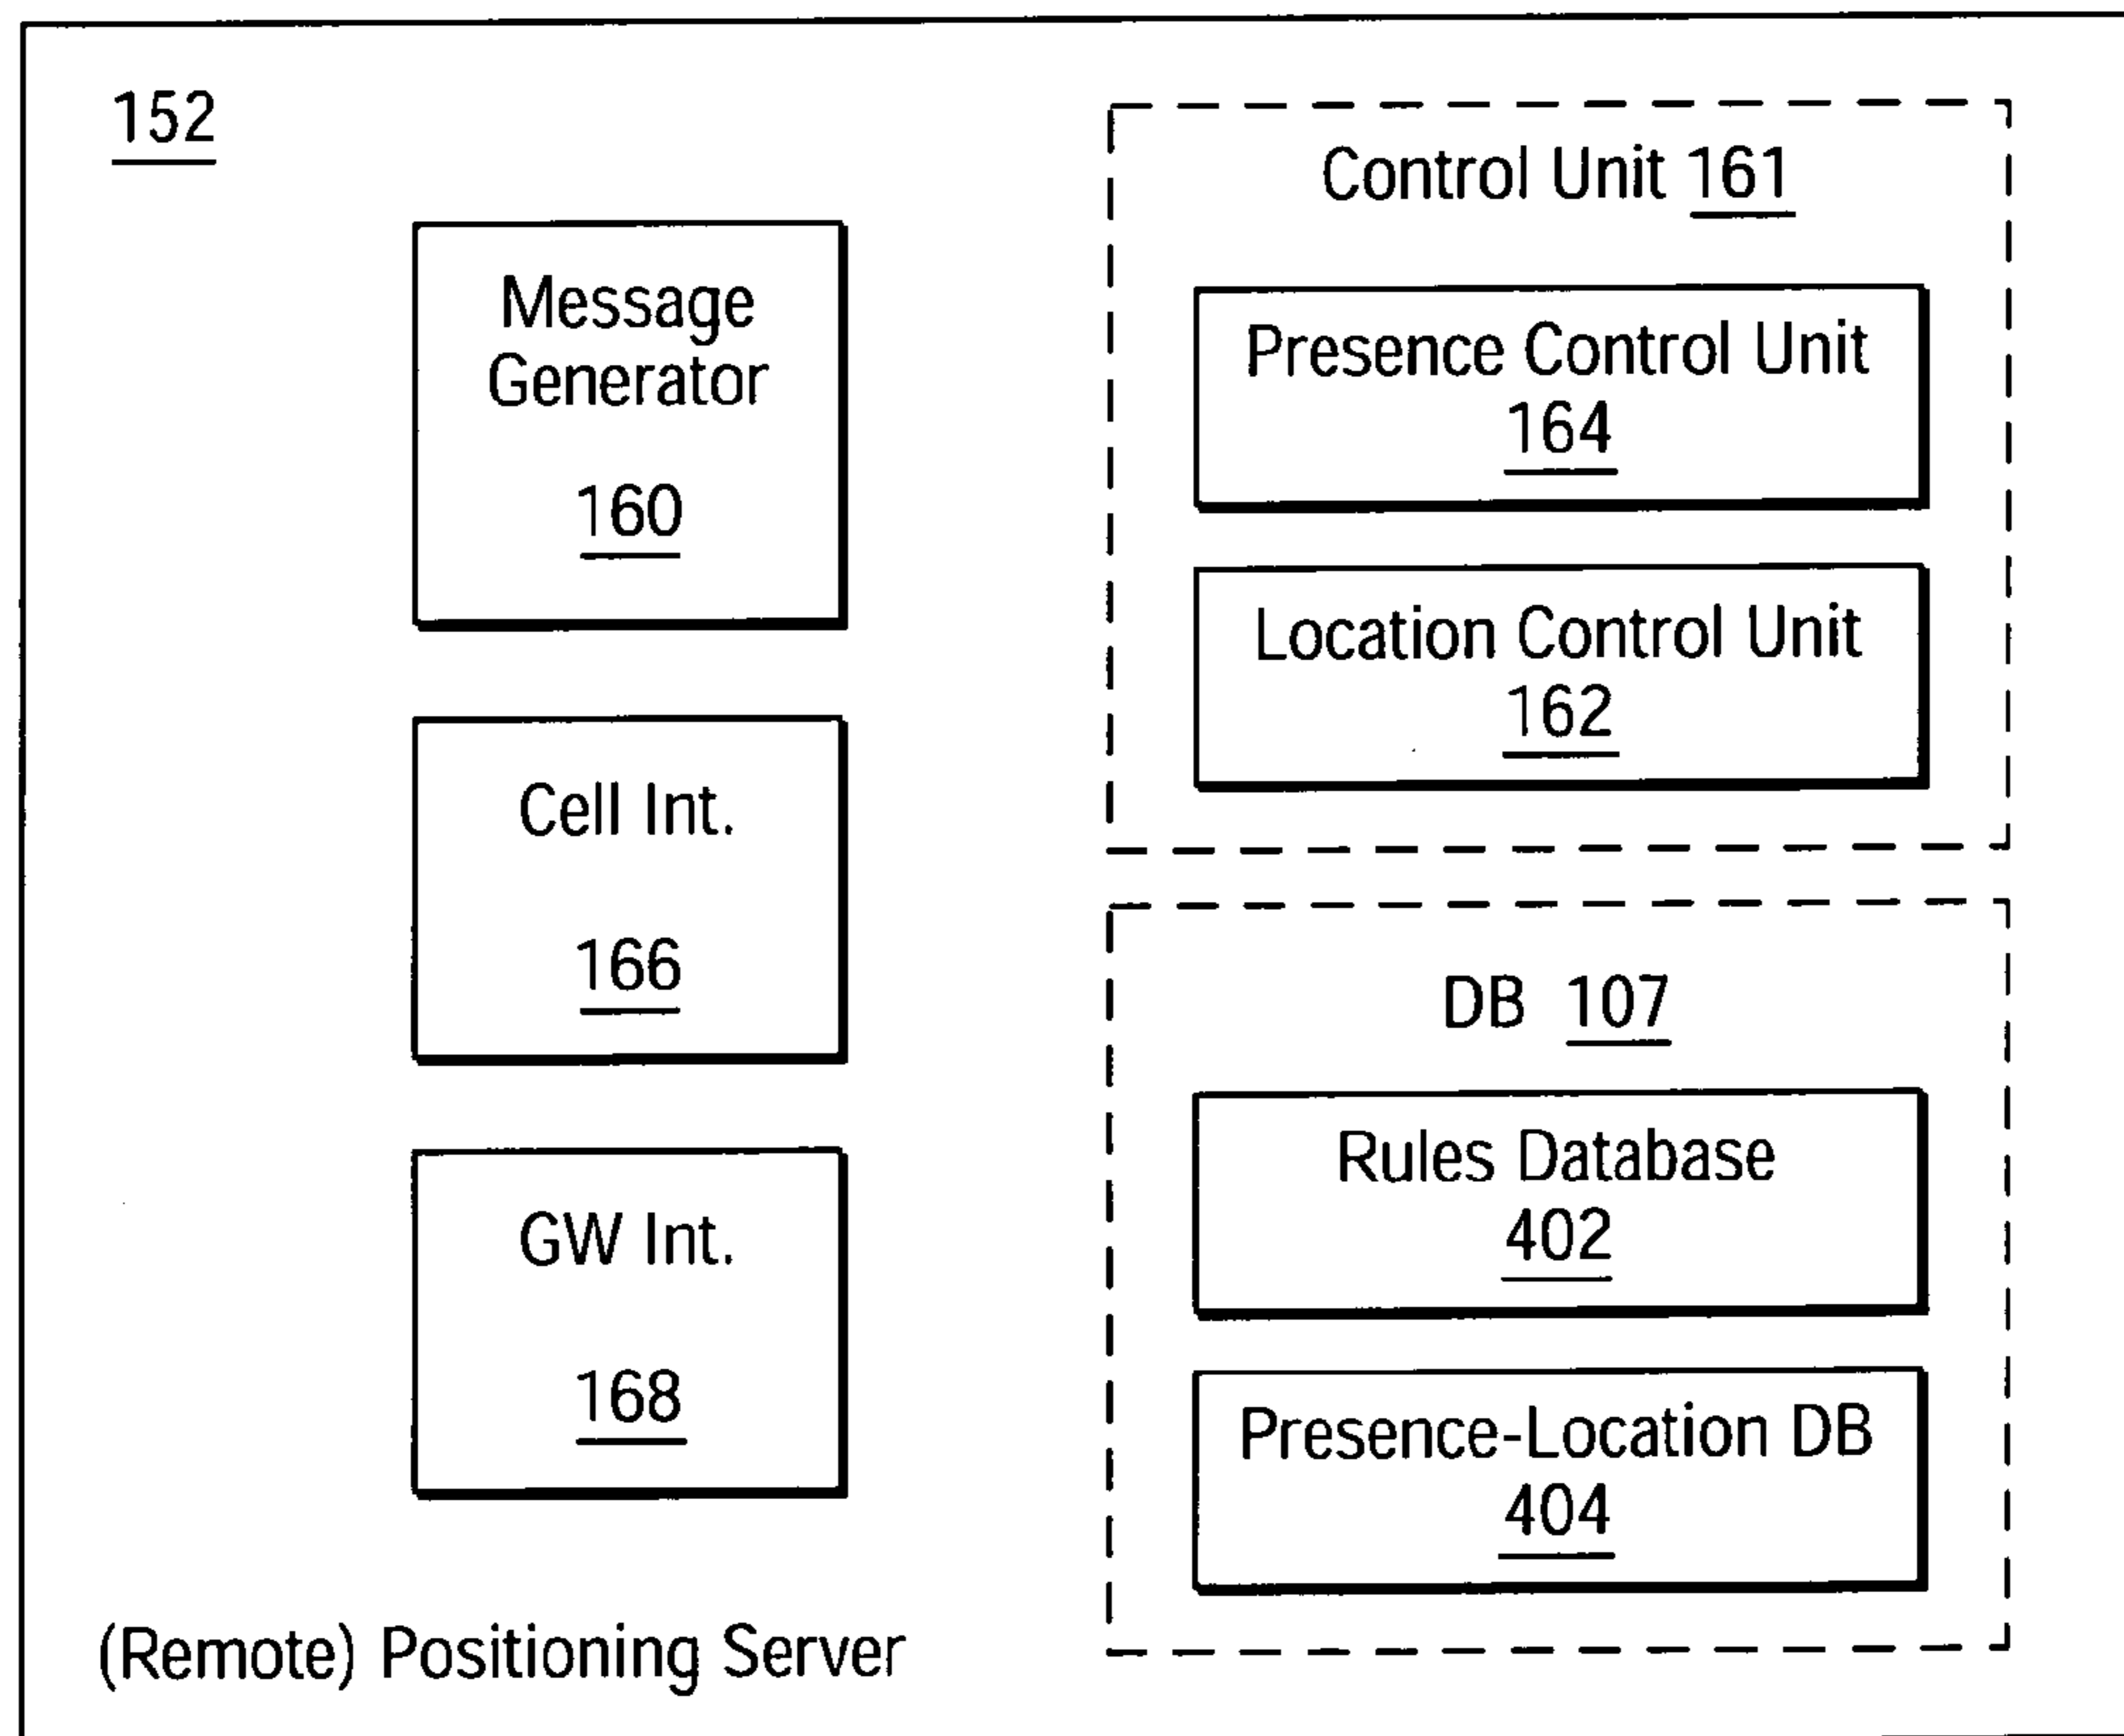 152
Message
Generator
160
Cell Int.
166
GW Int.
168
(Remote) Positioning Server
Control Unit 161
Presence Control Unit
164
Location Control Unit
162
DB 107
Rules Database
402
Presence-Location DB
404